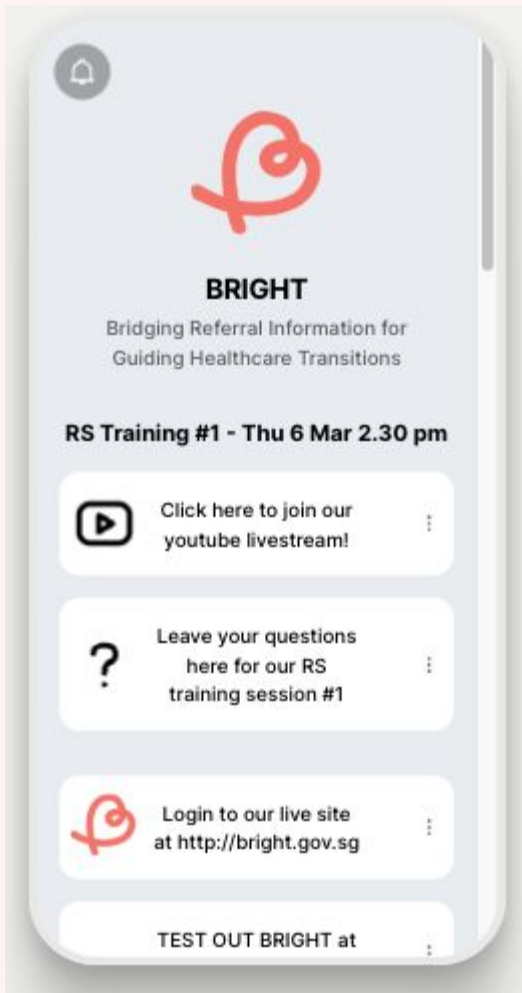 BRIGHT
Bridging Referral Information for
Guiding Healthcare Transitions
RS Training #1 - Thu 6 Mar 2.30 pm
Click here to join our
youtube livestream!
Leave your questions
here for our RS
training session #1
Login to our live site
at http://bright.gov.sg
TEST OUT BRIGHT at